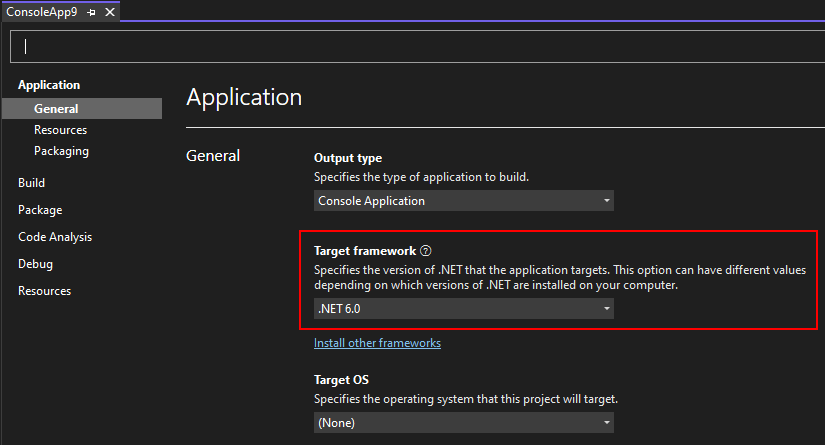 ConsoleApp9
Application
General
Resources
Packaging
Build
Package
Code Analysis
Debug
Resources
Application
General
Output type
Specifies the type of application to build.
Console Application
Target framework
Specifies the version of .NET that the application targets. This option can have different values
depending on which versions of .NET are installed on your computer.
.NET 6.0
Install other frameworks
Target OS
Specifies the operating system that this project will target.
(None)